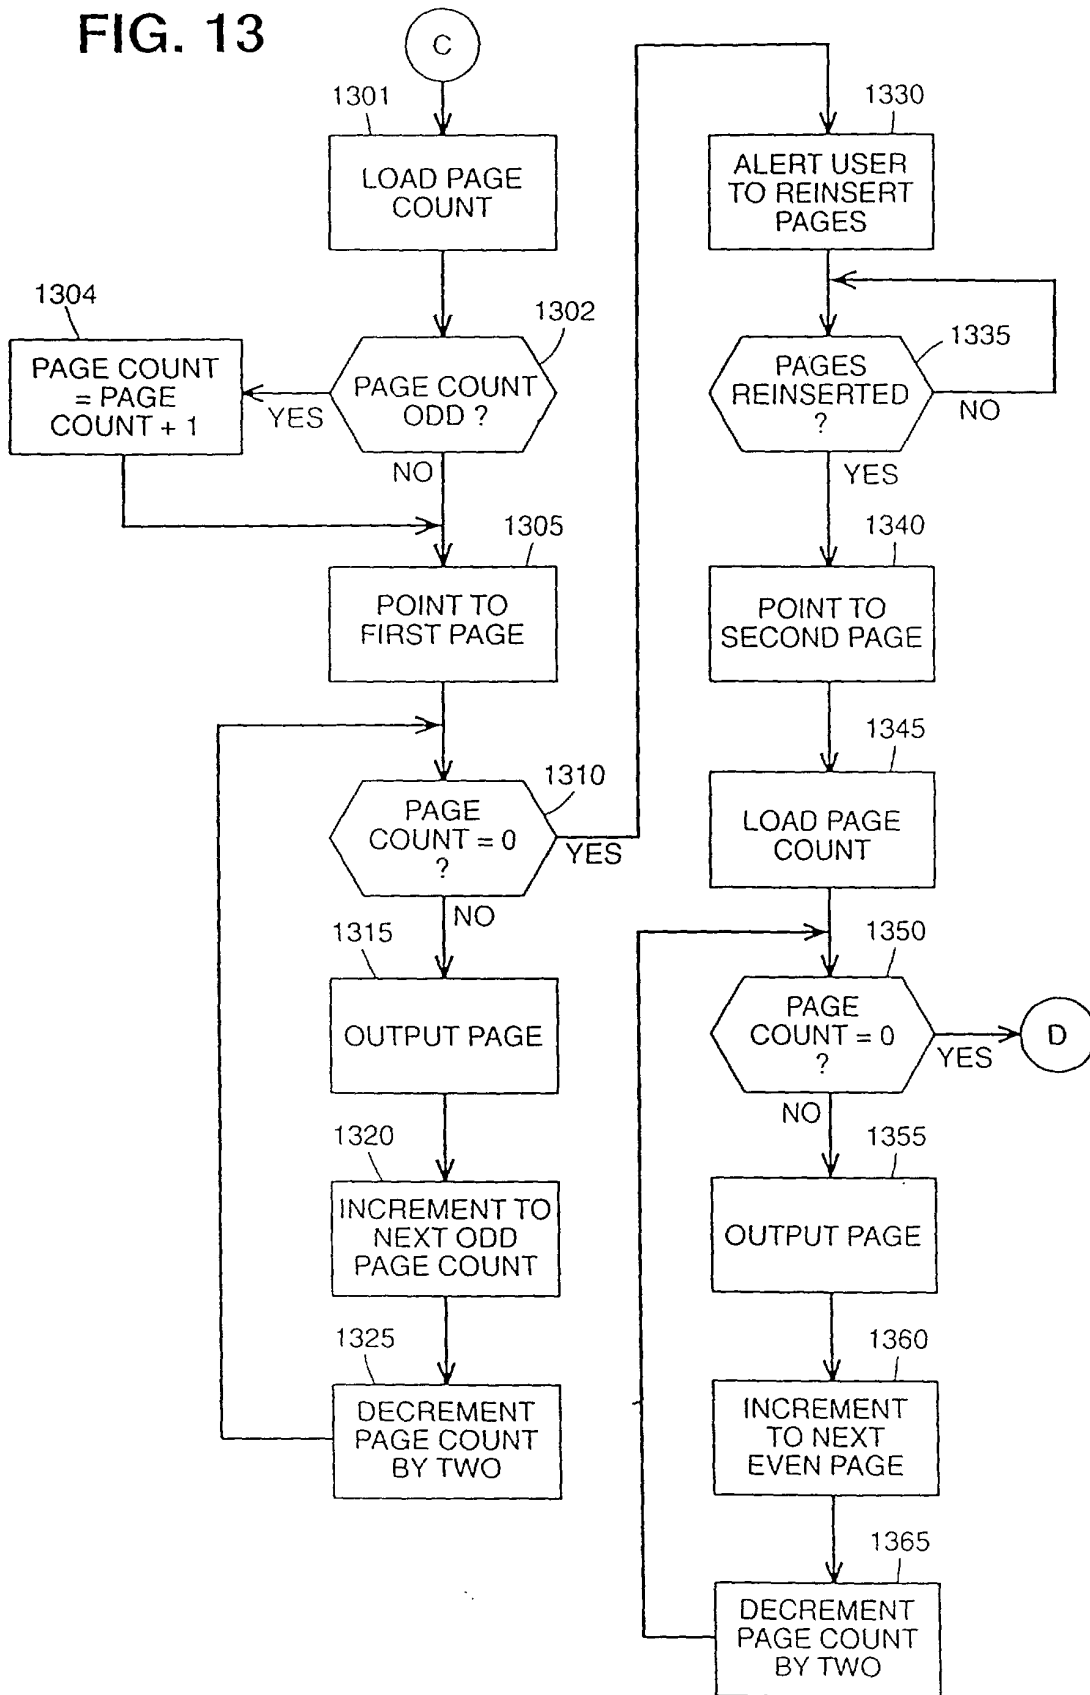 FIG. 13
C
1301
LOAD PAGE
COUNT
1304
PAGE COUNT
= PAGE
COUNT + 1
1302
PAGE COUNT
ODD ?
YES
NO
1305
POINT TO
FIRST PAGE
1310
PAGE
COUNT = 0
?
YES
NO
1315
OUTPUT PAGE
1320
INCREMENT TO
NEXT ODD
PAGE COUNT
1325
DECREMENT
PAGE COUNT
BY TWO
1330
ALERT USER
TO REINSERT
PAGES
1335
PAGES
REINSERTED
?
NO
YES
1340
POINT TO
SECOND PAGE
1345
LOAD PAGE
COUNT
1350
PAGE
COUNT = 0
?
YES
D
NO
1355
OUTPUT PAGE
1360
INCREMENT
TO NEXT
EVEN PAGE
1365
DECREMENT
PAGE COUNT
BY TWO